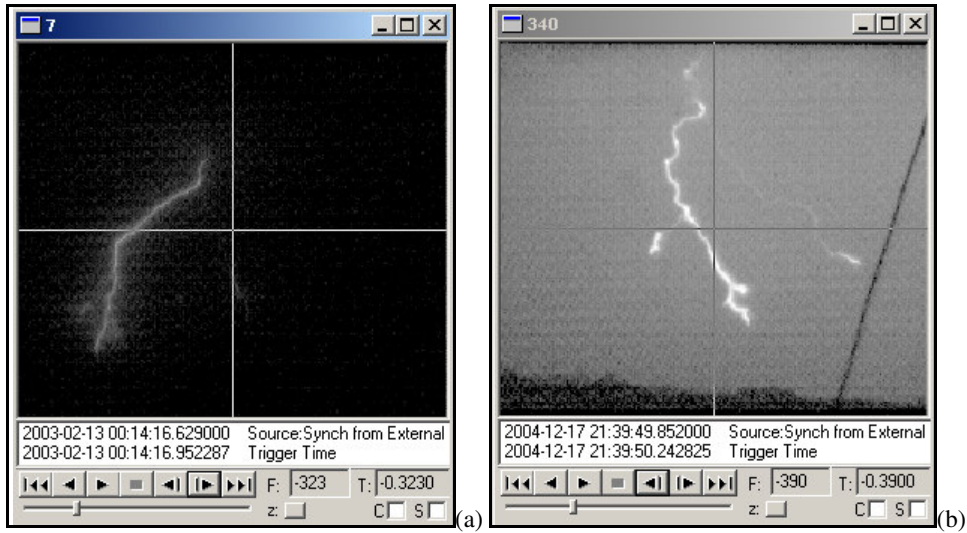 7
2003-02-13 00:14:16.629000 Source:Synch from External
2003-02-13 00:14:16.952287 Trigger Time
F: -323 T: -0.3230
z: C S
(a)
340
2004-12-17 21:39:49.852000 Source:Synch from External
2004-12-17 21:39:50.242825 Trigger Time
F: -390 T: -0.3900
z: C S
(b)